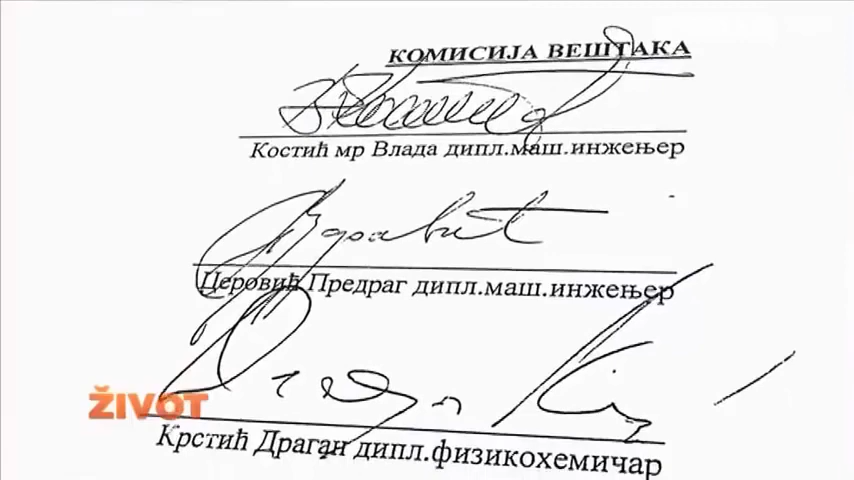 КОМИСИЈА ВЕШТАКА
Костић мр Влада дипл.маш.инжењер
Церовић Предраг дипл.маш.инжењер
ŽIVOT
Крстић Драган дипл.физикохемичар